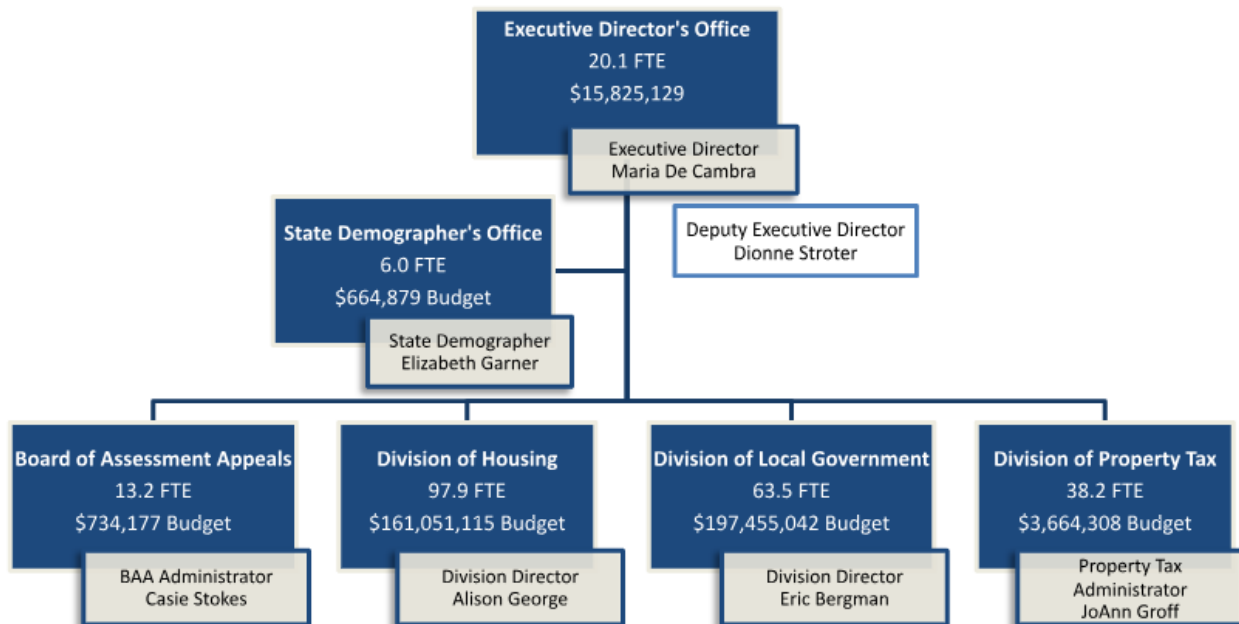 Executive Director's Office
20.1 FTE
$15,825,129
Executive Director
Maria De Cambra
Deputy Executive Director
Dionne Stroter
State Demographer's Office
6.0 FTE
$664,879 Budget
State Demographer
Elizabeth Garner
Board of Assessment Appeals
13.2 FTE
$734,177 Budget
BAA Administrator
Casie Stokes
Division of Housing
97.9 FTE
$161,051,115 Budget
Division Director
Alison George
Division of Local Government
63.5 FTE
$197,455,042 Budget
Division Director
Eric Bergman
Division of Property Tax
38.2 FTE
$3,664,308 Budget
Property Tax
Administrator
JoAnn Groff